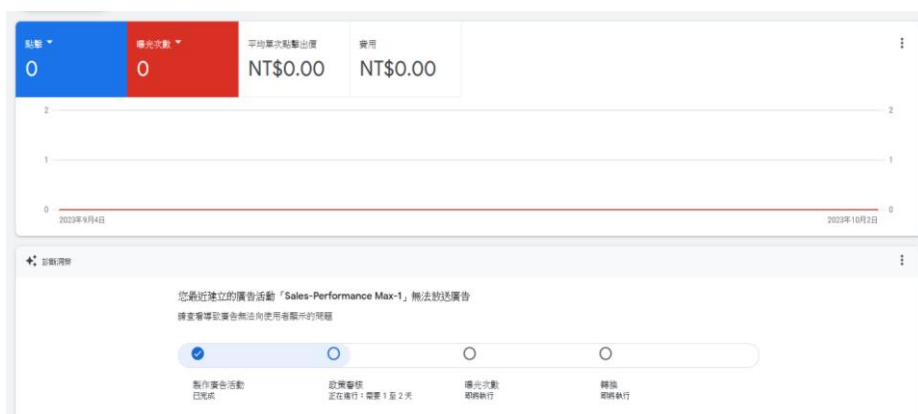 點擊
0
曝光次數
0
平均單次點擊出價
NT$0.00
費用
NT$0.00
2
2
1
1
0
0
2023年9月4日
2023年10月2日
診斷洞察
您最近建立的廣告活動「Sales-Performance Max-1」無法放送廣告
請查看導致廣告無法向使用者顯示的問題
製作廣告活動
已完成
政策審核
正在進行：需要 1 至 2 天
曝光次數
即將執行
轉換
即將執行